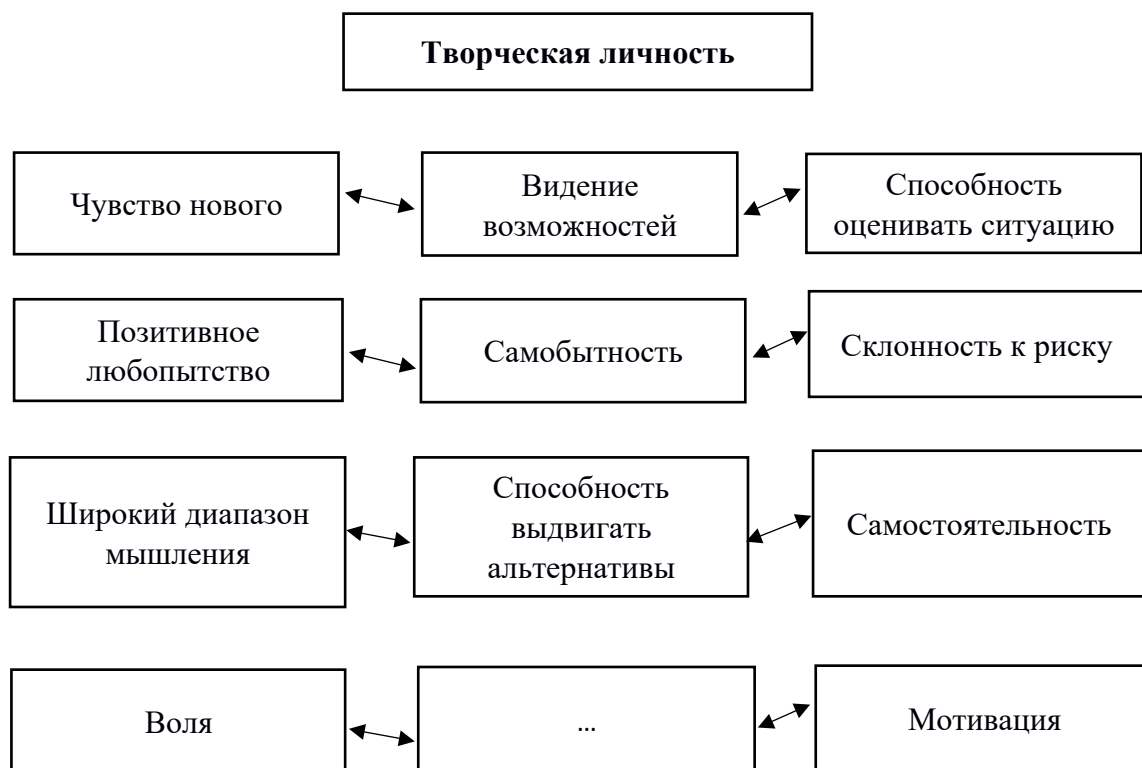 Творческая личность
Чувство нового
Видение
возможностей
Способность
оценивать ситуацию
Позитивное
любопытство
Самобытность
Склонность к риску
Широкий диапазон
мышления
Способность
выдвигать
альтернативы
Самостоятельность
Воля
...
Мотивация